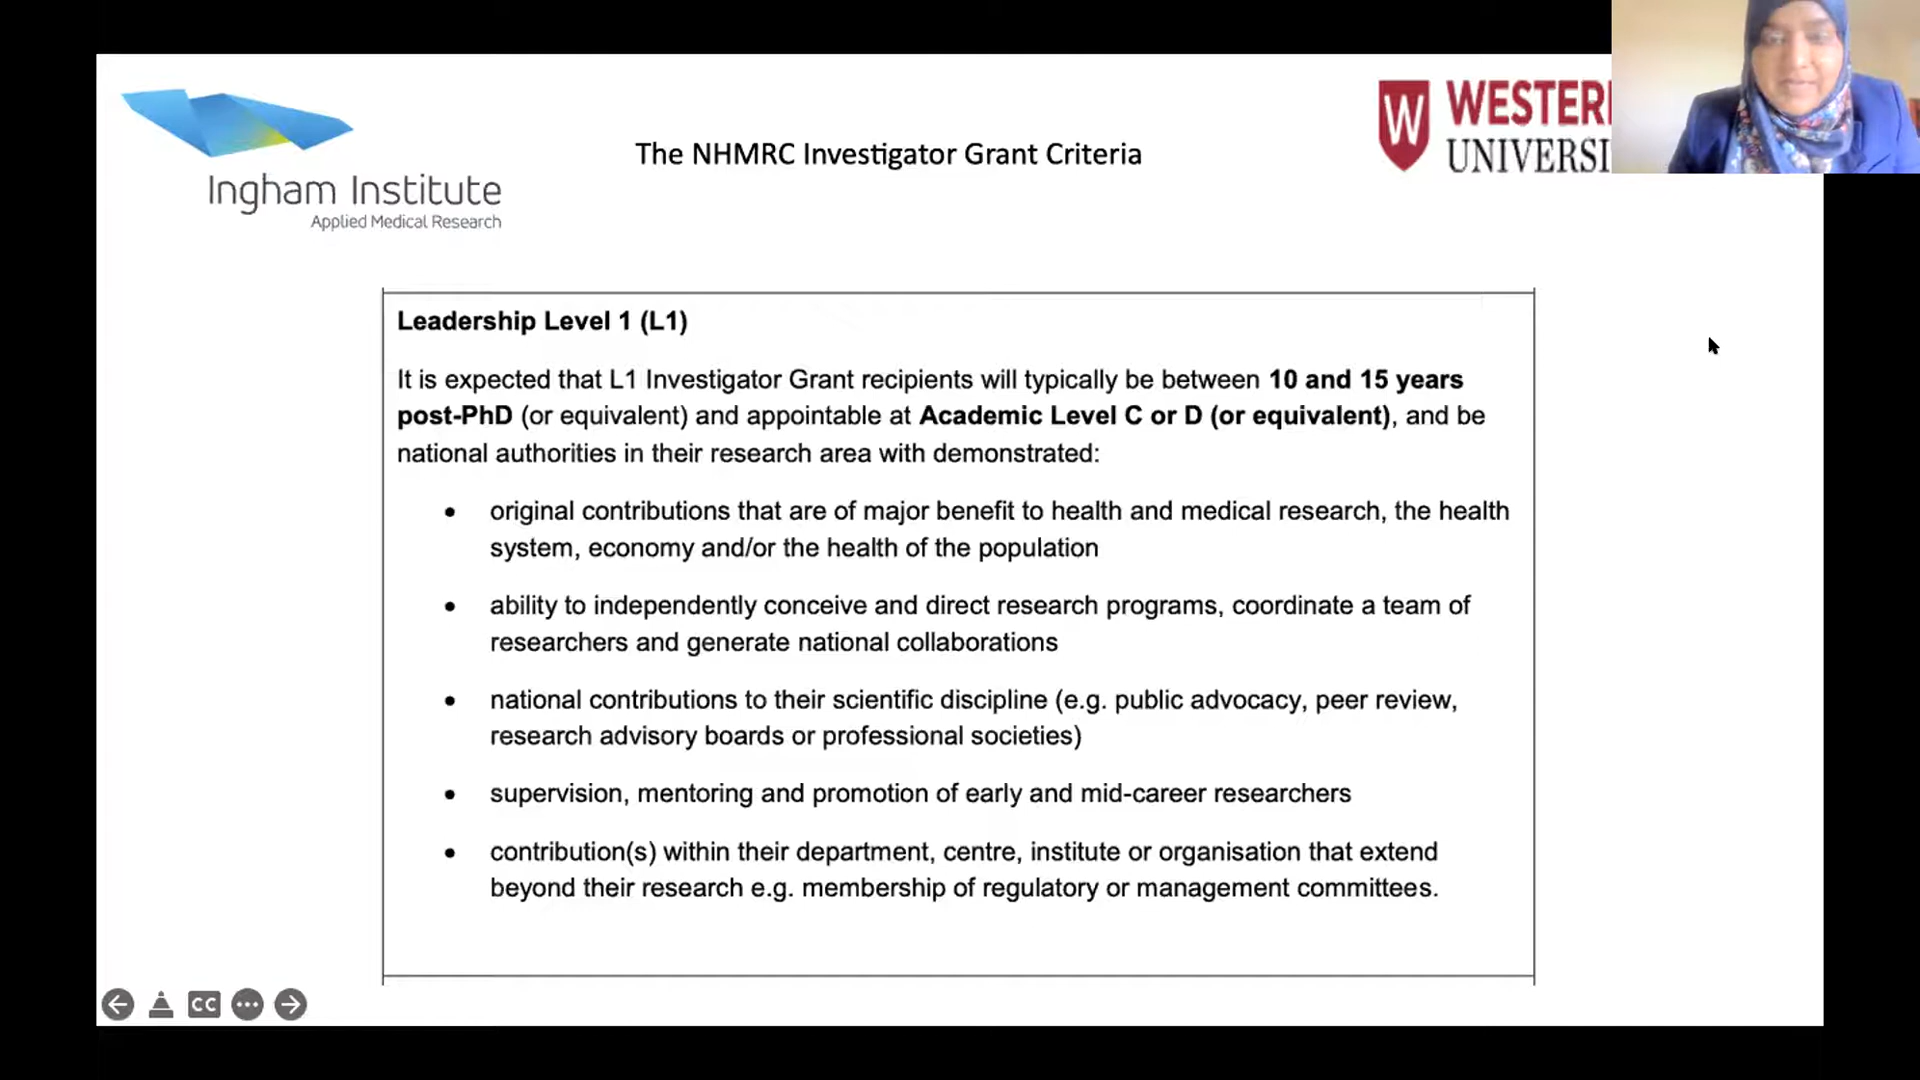 Ingham Institute
Applied Medical Research
The NHMRC Investigator Grant Criteria
W
WESTER
UNIVERSI
Leadership Level 1 (L1)
It is expected that L1 Investigator Grant recipients will typically be between 10 and 15 years
post-PhD (or equivalent) and appointable at Academic Level C or D (or equivalent), and be
national authorities in their research area with demonstrated:
• original contributions that are of major benefit to health and medical research, the health
system, economy and/or the health of the population
• ability to independently conceive and direct research programs, coordinate a team of
researchers and generate national collaborations
• national contributions to their scientific discipline (e.g. public advocacy, peer review,
research advisory boards or professional societies)
• supervision, mentoring and promotion of early and mid-career researchers
• contribution(s) within their department, centre, institute or organisation that extend
beyond their research e.g. membership of regulatory or management committees.
CC